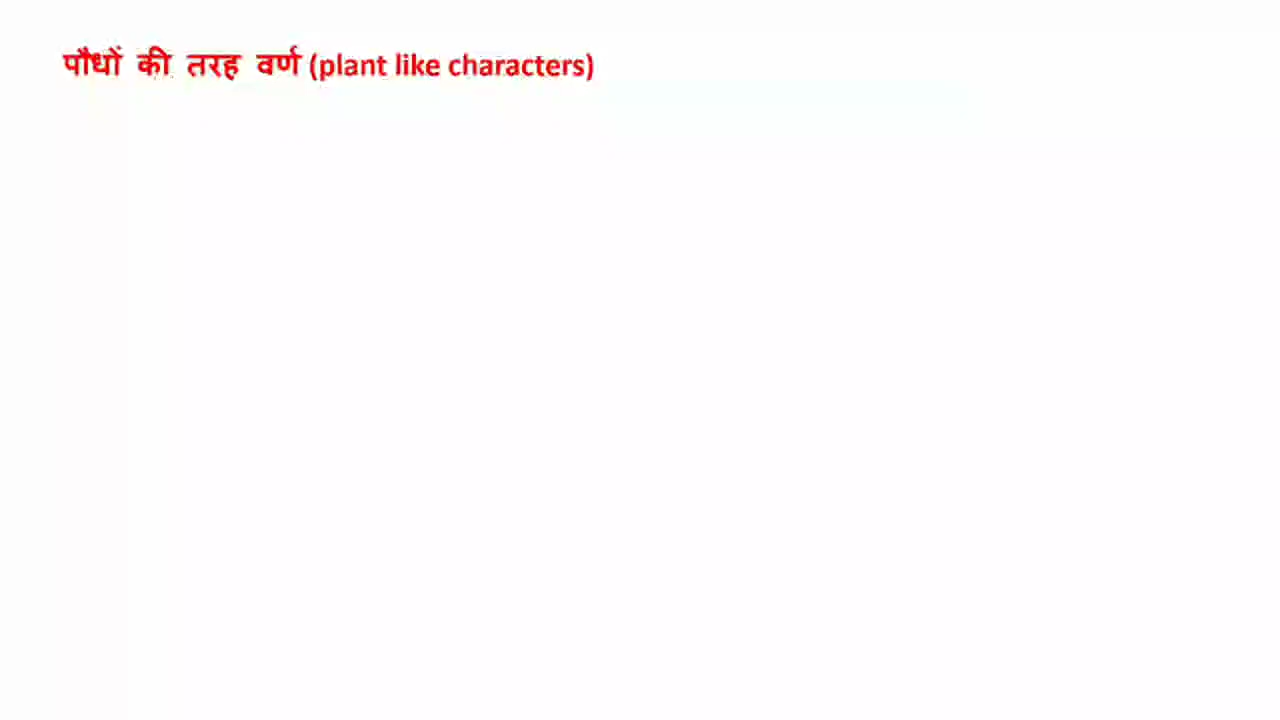 पौधों की तरह वर्ण (plant like characters)